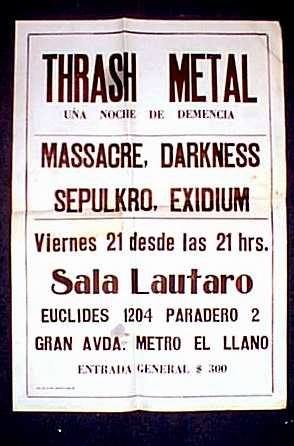 THRASH METAL
UÑA NOCHE DE DEMENCIA
MASSACRE, DARKNESS
SEPULKRO, EXIDIUM
Viernes 21 desde las 21 hrs.
Sala Lautaro
EUCLIDES 1204 PARADERO 2
GRAN AVDA. METRO EL LLANO
ENTRADA GENERAL $ 300